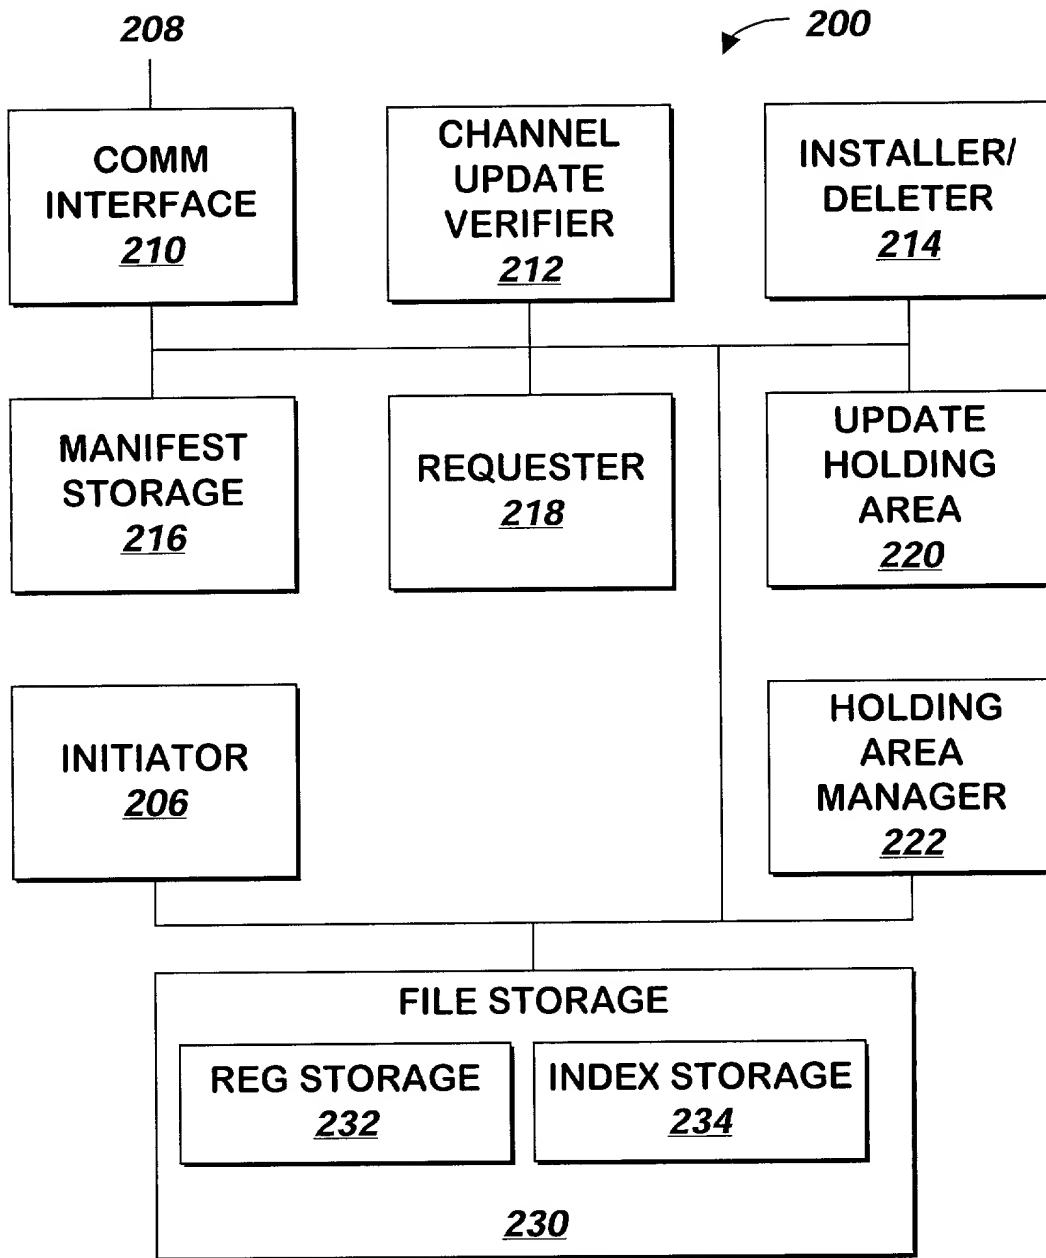 208
200
COMM
INTERFACE
210
CHANNEL
UPDATE
VERIFIER
212
INSTALLER/
DELETER
214
MANIFEST
STORAGE
216
REQUESTER
218
UPDATE
HOLDING
AREA
220
INITIATOR
206
HOLDING
AREA
MANAGER
222
FILE STORAGE
REG STORAGE
232
INDEX STORAGE
234
230